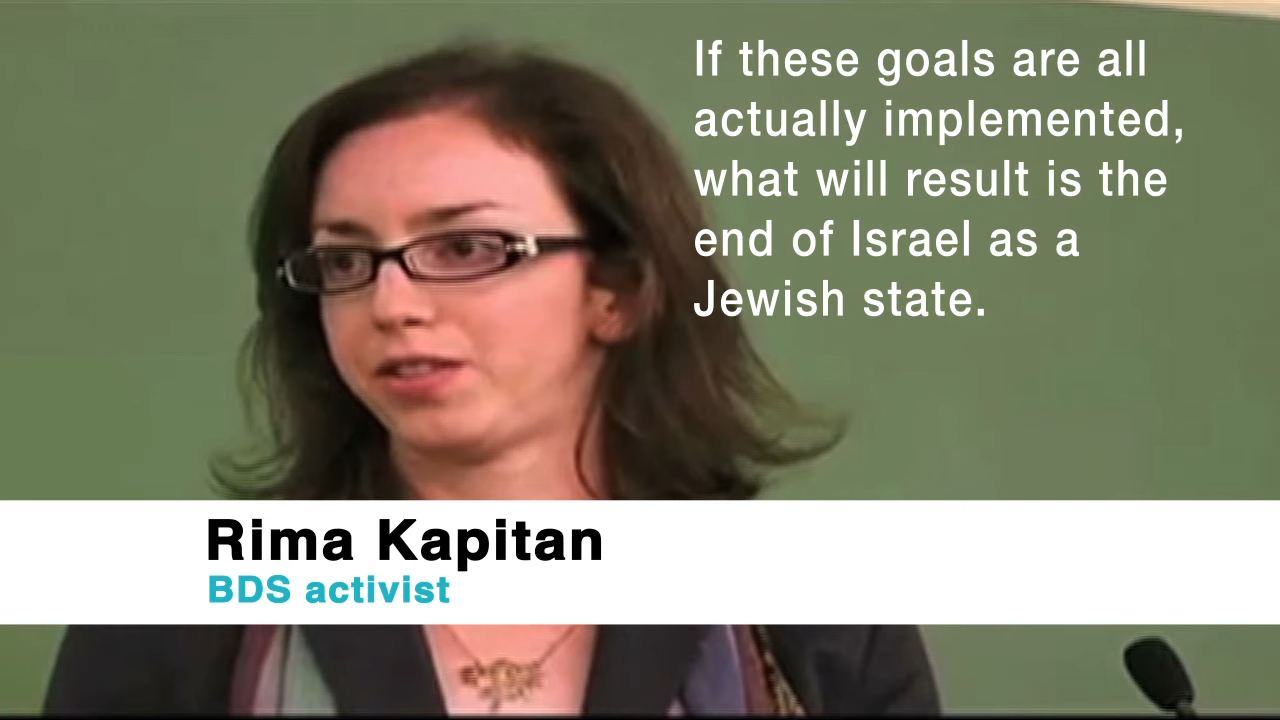 If these goals are all
actually implemented,
what will result is the
end of Israel as a
Jewish state.
Rima Kapitan
BDS activist